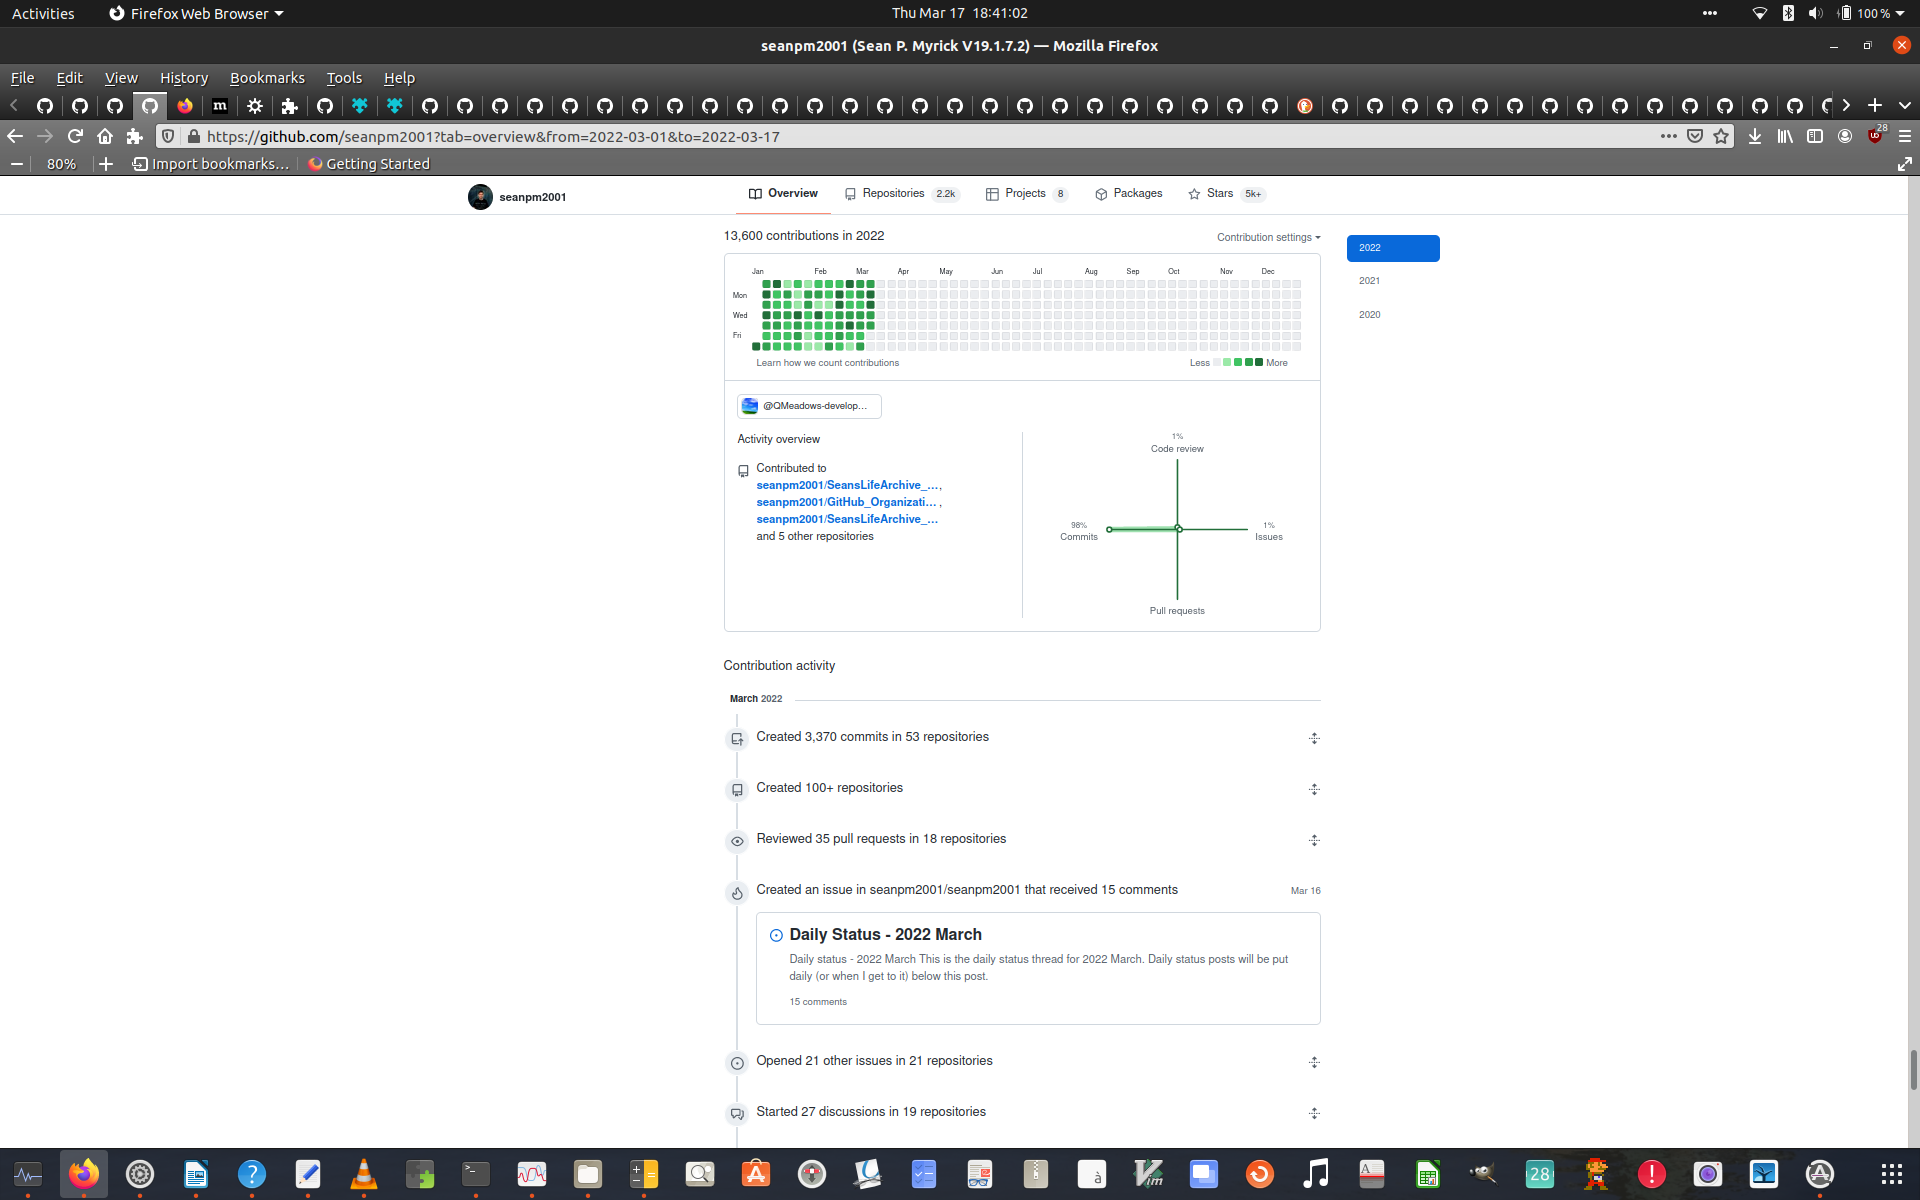 Activities
Firefox Web Browser
Thu Mar 17 18:41:02
100 %
seanpm2001 (Sean P. Myrick V19.1.7.2) — Mozilla Firefox
File Edit View History Bookmarks Tools Help
https://github.com/seanpm2001?tab=overview&from=2022-03-01&to=2022-03-17
28
80%
Import bookmarks…
Getting Started
seanpm2001
Overview
Repositories 2.2k
Projects 8
Packages
Stars 5k+
13,600 contributions in 2022
Contribution settings
2022
2021
2020
Jan Feb Mar Apr May Jun Jul Aug Sep Oct Nov Dec
Mon
Wed
Fri
Learn how we count contributions
Less
More
@QMeadows-develop…
Activity overview
Contributed to
seanpm2001/SeansLifeArchive_…,
seanpm2001/GitHub_Organizati…,
seanpm2001/SeansLifeArchive_…
and 5 other repositories
1%
Code review
98%
Commits
1%
Issues
Pull requests
Contribution activity
March 2022
Created 3,370 commits in 53 repositories
Created 100+ repositories
Reviewed 35 pull requests in 18 repositories
Created an issue in seanpm2001/seanpm2001 that received 15 comments
Mar 16
Daily Status - 2022 March
Daily status - 2022 March This is the daily status thread for 2022 March. Daily status posts will be put
daily (or when I get to it) below this post.
15 comments
Opened 21 other issues in 21 repositories
Started 27 discussions in 19 repositories
28